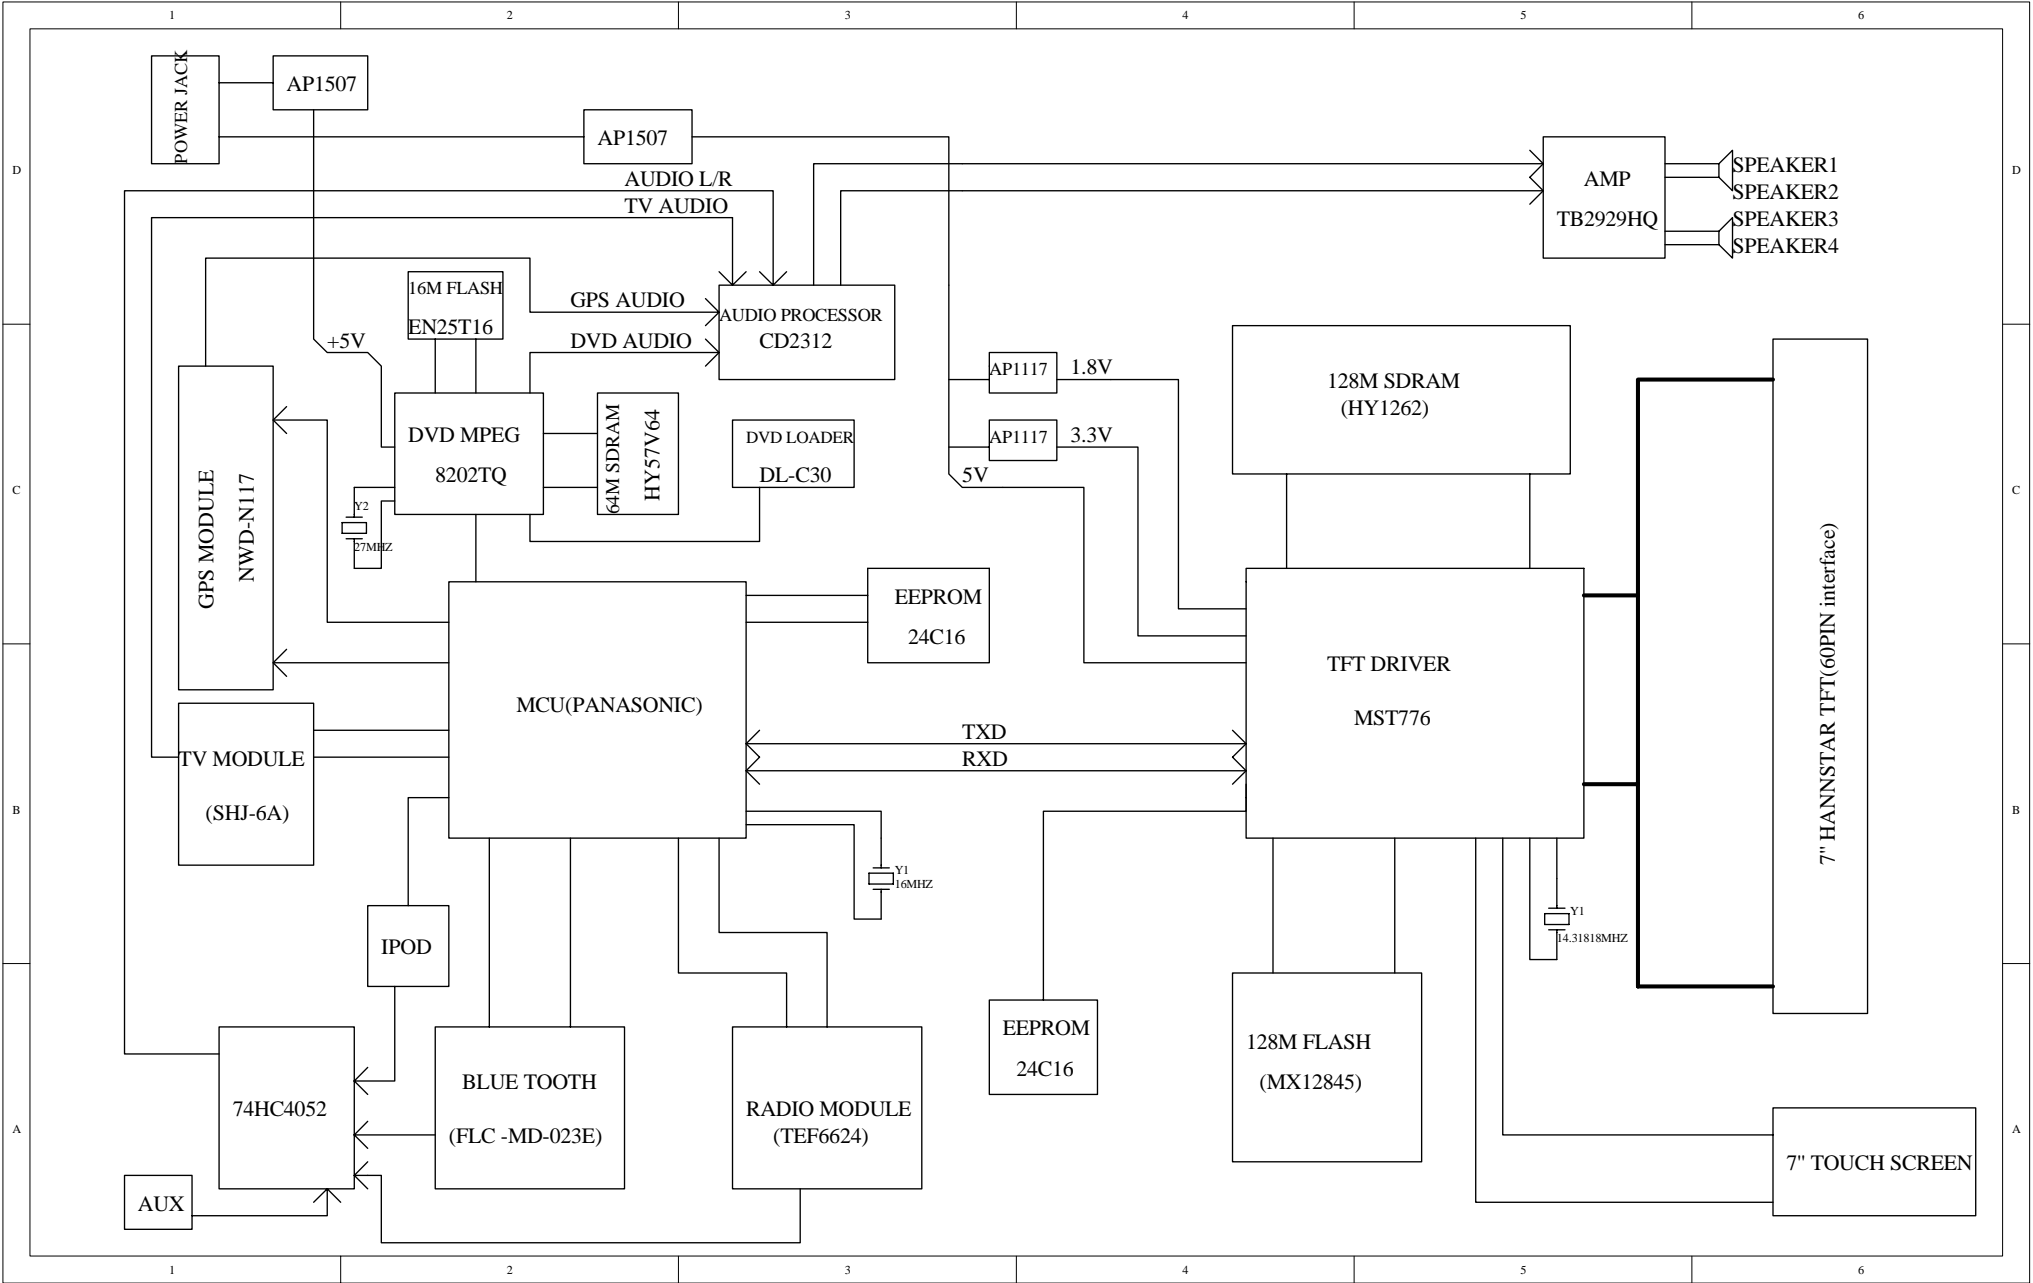 1 2 3 4 5 6
D
D
C
C
B
B
A
A
POWER JACK
AP1507
AP1507
AUDIO L/R
TV AUDIO
AMP
TB2929HQ
SPEAKER1
SPEAKER2
SPEAKER3
SPEAKER4
16M FLASH
EN25T16
GPS AUDIO
DVD AUDIO
AUDIO PROCESSOR
CD2312
+5V
AP1117
1.8V
AP1117
3.3V
5V
128M SDRAM
(HY1262)
GPS MODULE
NWD-N117
DVD MPEG
8202TQ
64M SDRAM
HY57V64
DVD LOADER
DL-C30
Y2
27MHZ
7" HANNSTAR TFT(60PIN interface)
EEPROM
24C16
MCU(PANASONIC)
TFT DRIVER
MST776
TXD
RXD
TV MODULE
(SHJ-6A)
Y1
16MHZ
Y1
14.31818MHZ
IPOD
EEPROM
24C16
128M FLASH
(MX12845)
74HC4052
BLUE TOOTH
(FLC -MD-023E)
RADIO MODULE
(TEF6624)
7" TOUCH SCREEN
AUX
1 2 3 4 5 6